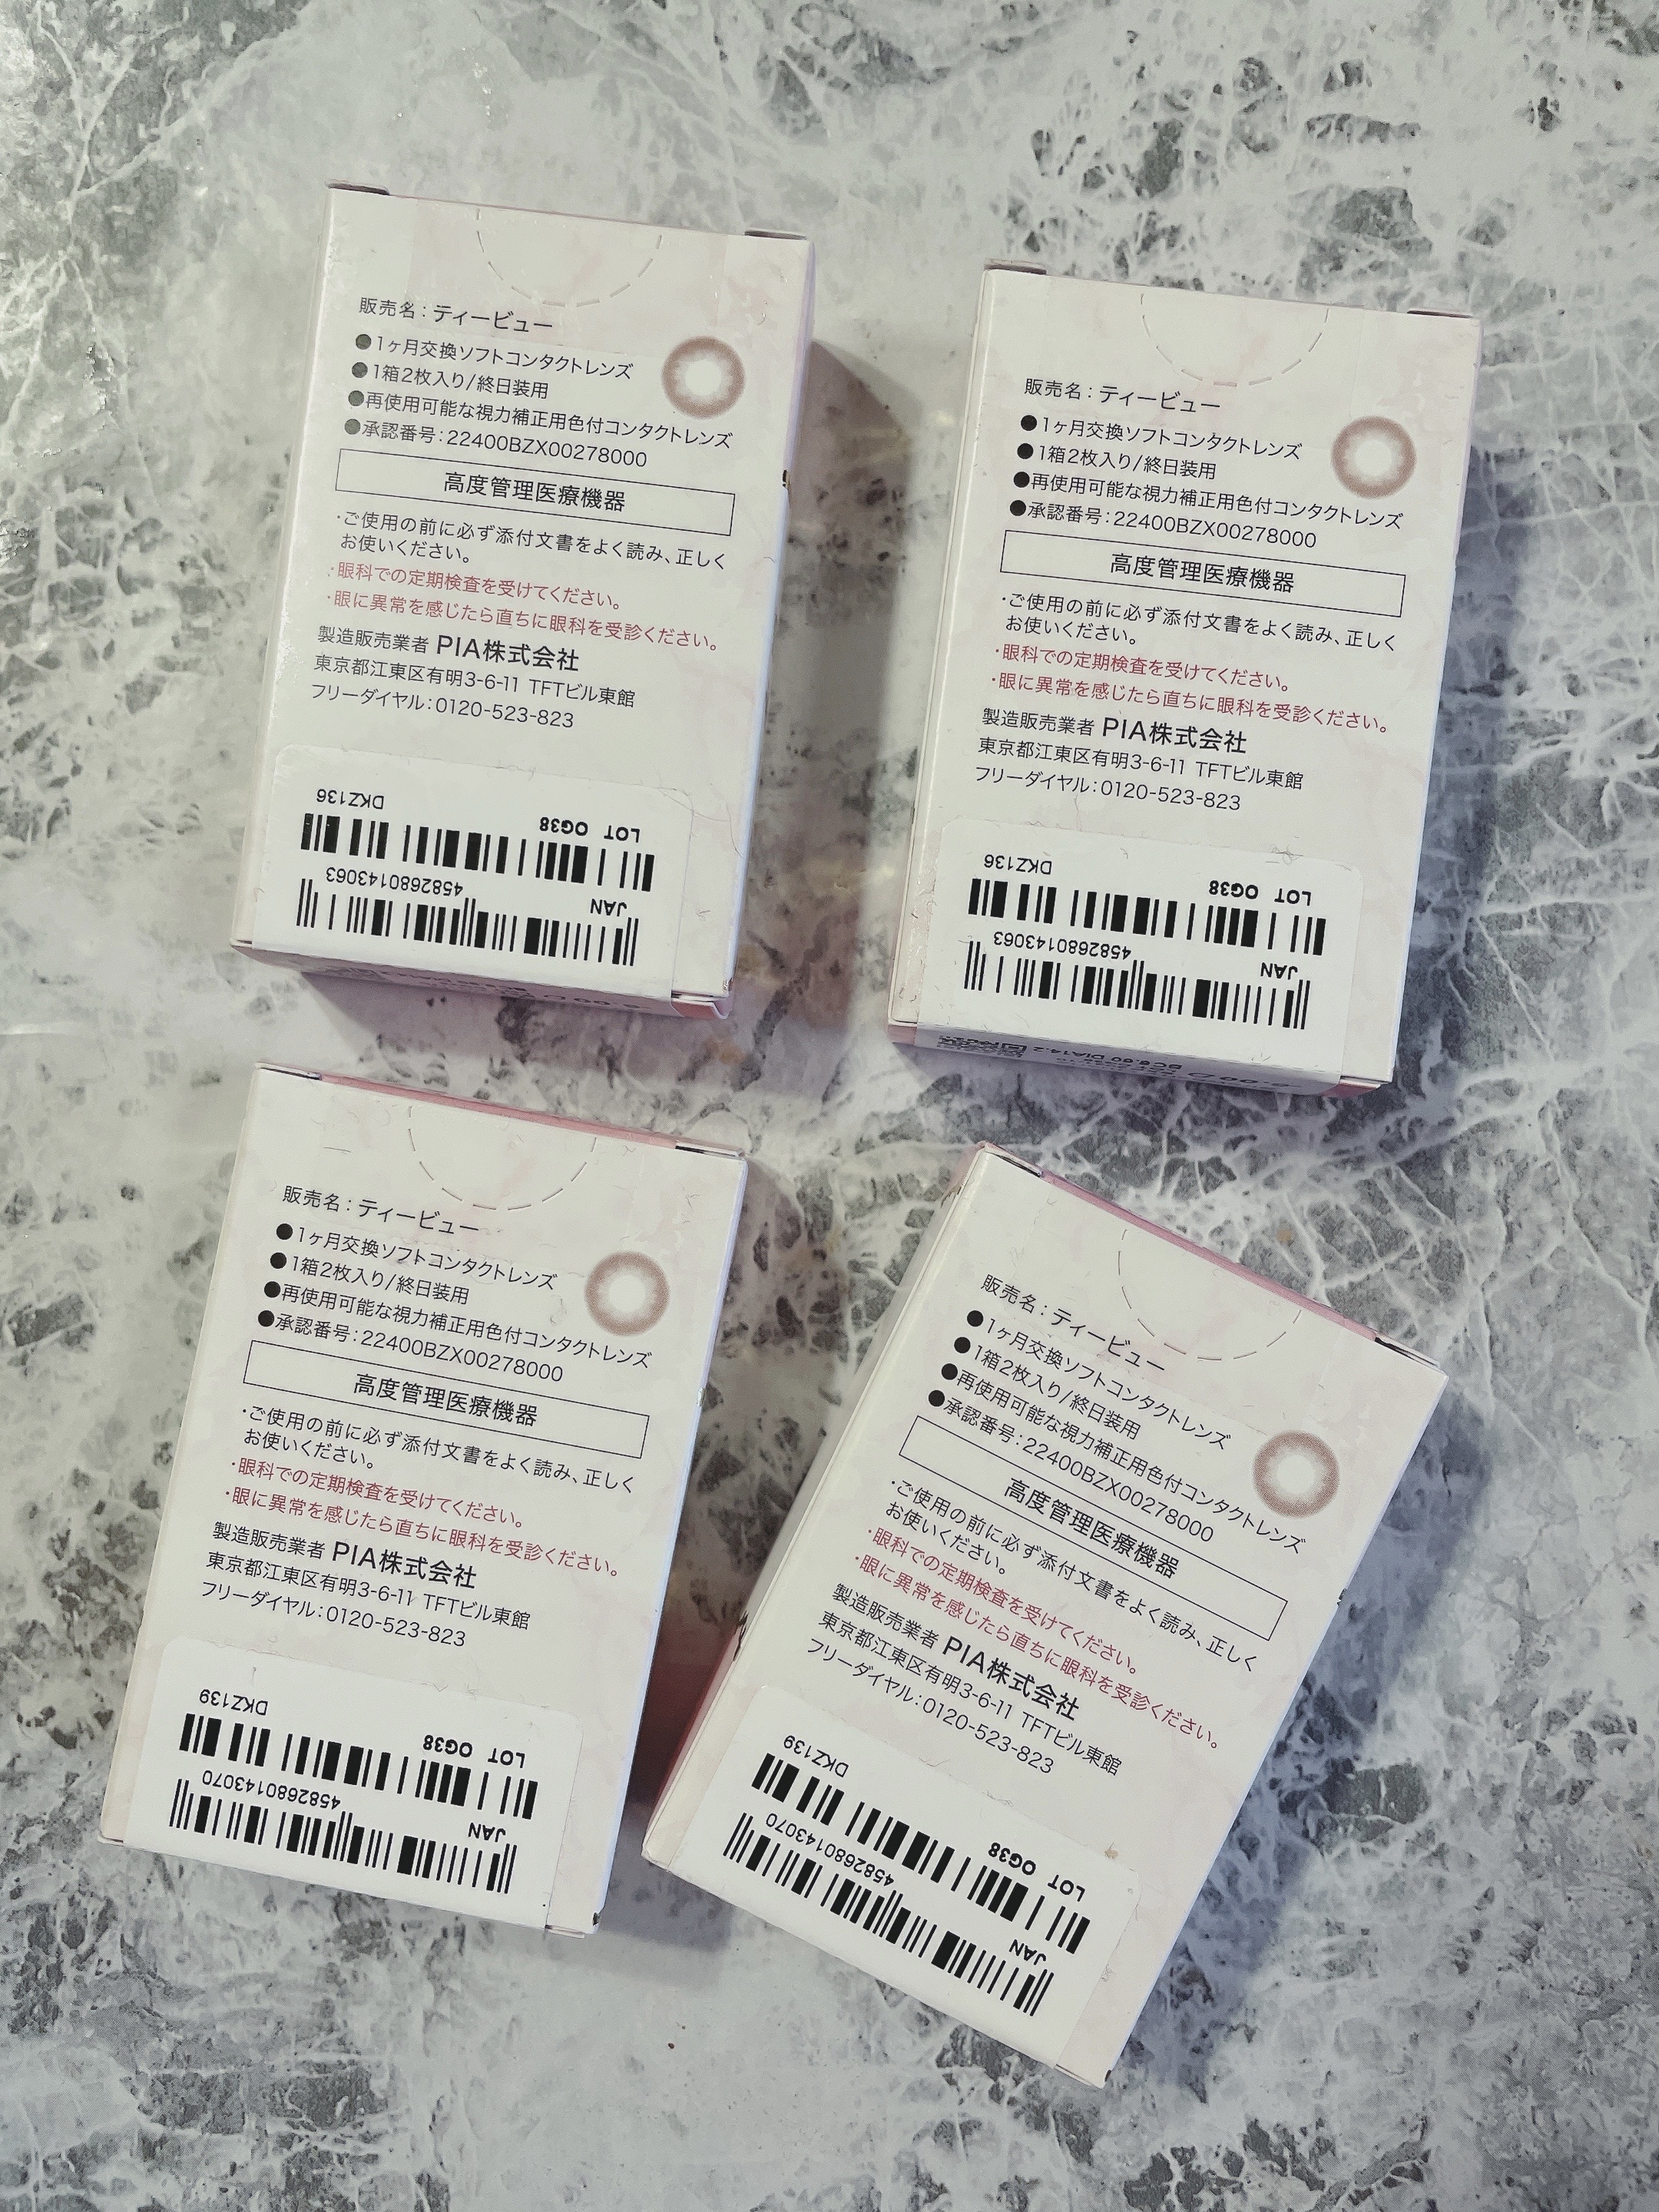 販売名：ティービュー
●1ヶ月交換ソフトコンタクトレンズ
●1箱2枚入り/終日装用
●再使用可能な視力補正用色付コンタクトレンズ
●承認番号：22400BZX00278000
高度管理医療機器
・ご使用の前に必ず添付文書をよく読み、正しく
お使いください。
・眼科での定期検査を受けてください。
・眼に異常を感じたら直ちに眼科を受診ください。
製造販売業者 PIA株式会社
東京都江東区有明3-6-11 TFTビル東館
フリーダイヤル：0120-523-823
DKZ136
LOT OG38
4582680143063
JAN
販売名：ティービュー
●1ヶ月交換ソフトコンタクトレンズ
●1箱2枚入り/終日装用
●再使用可能な視力補正用色付コンタクトレンズ
●承認番号：22400BZX00278000
高度管理医療機器
・ご使用の前に必ず添付文書をよく読み、正しく
お使いください。
・眼科での定期検査を受けてください。
・眼に異常を感じたら直ちに眼科を受診ください。
製造販売業者 PIA株式会社
東京都江東区有明3-6-11 TFTビル東館
フリーダイヤル：0120-523-823
DKZ136
LOT OG38
4582680143063
JAN
BC8.60 DIA14.2
販売名：ティービュー
●1ヶ月交換ソフトコンタクトレンズ
●1箱2枚入り/終日装用
●再使用可能な視力補正用色付コンタクトレンズ
●承認番号：22400BZX00278000
高度管理医療機器
・ご使用の前に必ず添付文書をよく読み、正しく
お使いください。
・眼科での定期検査を受けてください。
・眼に異常を感じたら直ちに眼科を受診ください。
製造販売業者 PIA株式会社
東京都江東区有明3-6-11 TFTビル東館
フリーダイヤル：0120-523-823
DKZ139
LOT OG38
4582680143070
JAN
販売名：ティービュー
●1ヶ月交換ソフトコンタクトレンズ
●1箱2枚入り/終日装用
●再使用可能な視力補正用色付コンタクトレンズ
●承認番号：22400BZX00278000
高度管理医療機器
・ご使用の前に必ず添付文書をよく読み、正しく
お使いください。
・眼科での定期検査を受けてください。
・眼に異常を感じたら直ちに眼科を受診ください。
製造販売業者 PIA株式会社
東京都江東区有明3-6-11 TFTビル東館
フリーダイヤル：0120-523-823
DKZ139
LOT OG38
4582680143070
JAN